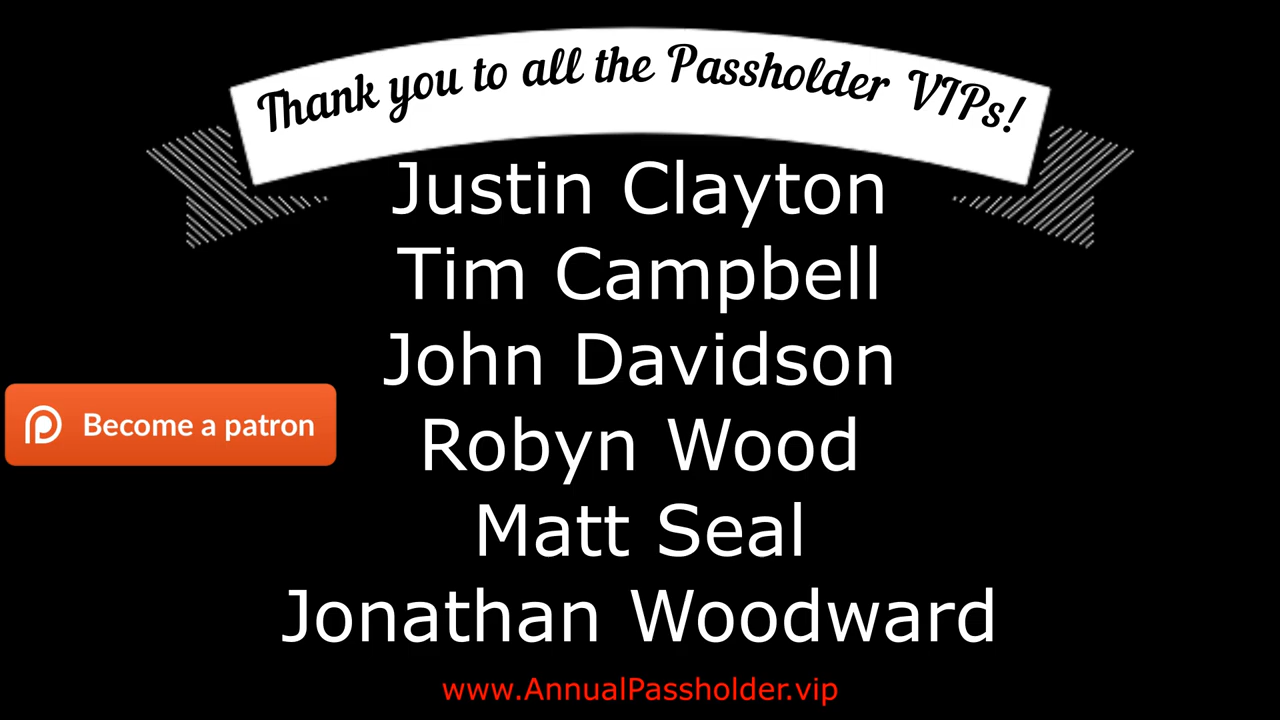 Thank you to all the Passholder VIPs!
Justin Clayton
Tim Campbell
John Davidson
Become a patron
Robyn Wood
Matt Seal
Jonathan Woodward
www.AnnualPassholder.vip